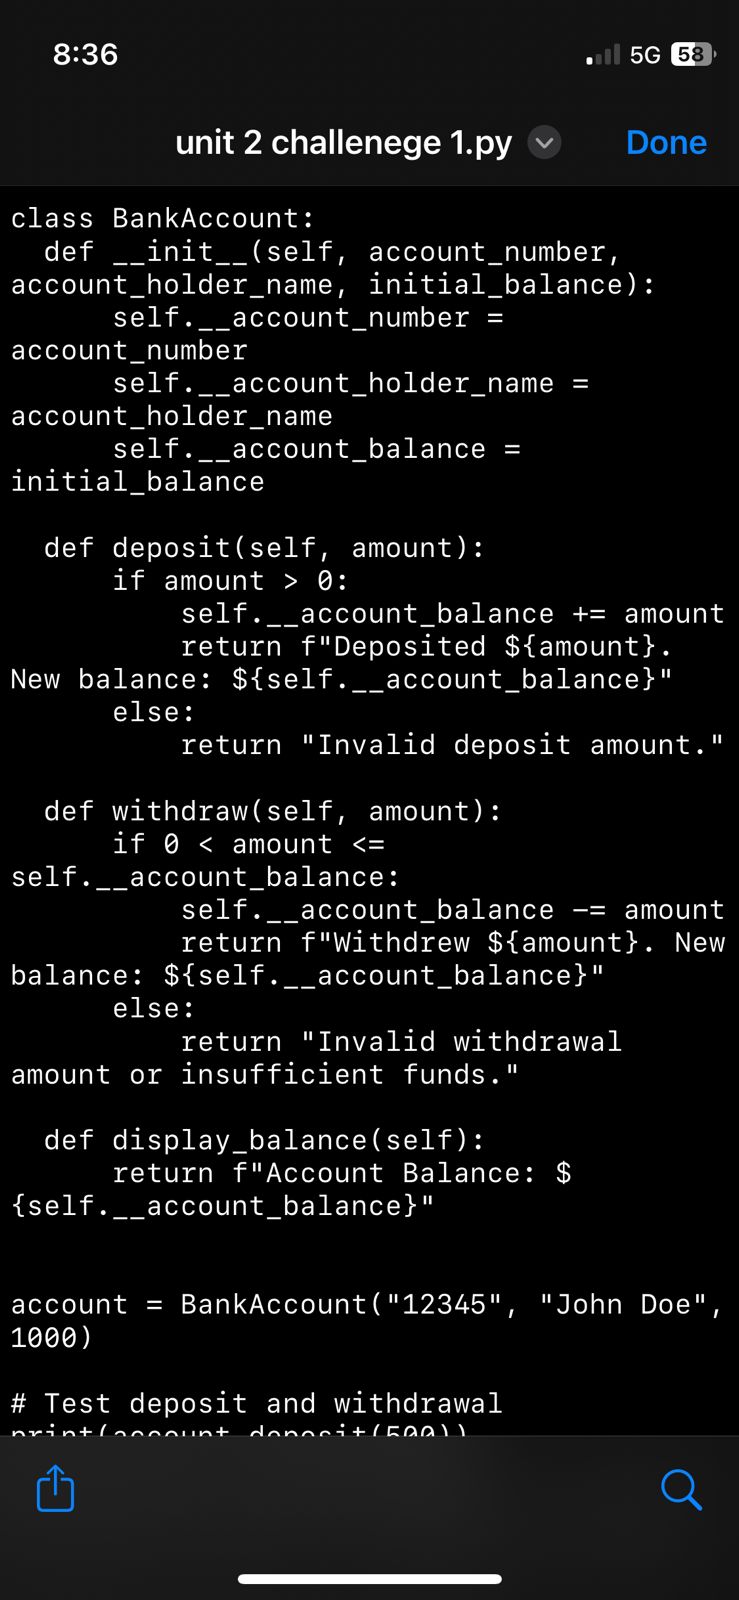 8:36 5G 58
unit 2 challenege 1.py Done
class BankAccount:
  def __init__(self, account_number,
account_holder_name, initial_balance):
      self.__account_number =
account_number
      self.__account_holder_name =
account_holder_name
      self.__account_balance =
initial_balance

  def deposit(self, amount):
      if amount > 0:
          self.__account_balance += amount
          return f"Deposited ${amount}.
New balance: ${self.__account_balance}"
      else:
          return "Invalid deposit amount."

  def withdraw(self, amount):
      if 0 < amount <=
self.__account_balance:
          self.__account_balance -= amount
          return f"Withdrew ${amount}. New
balance: ${self.__account_balance}"
      else:
          return "Invalid withdrawal
amount or insufficient funds."

  def display_balance(self):
      return f"Account Balance: $
{self.__account_balance}"


account = BankAccount("12345", "John Doe",
1000)

# Test deposit and withdrawal
print(account.deposit(500))